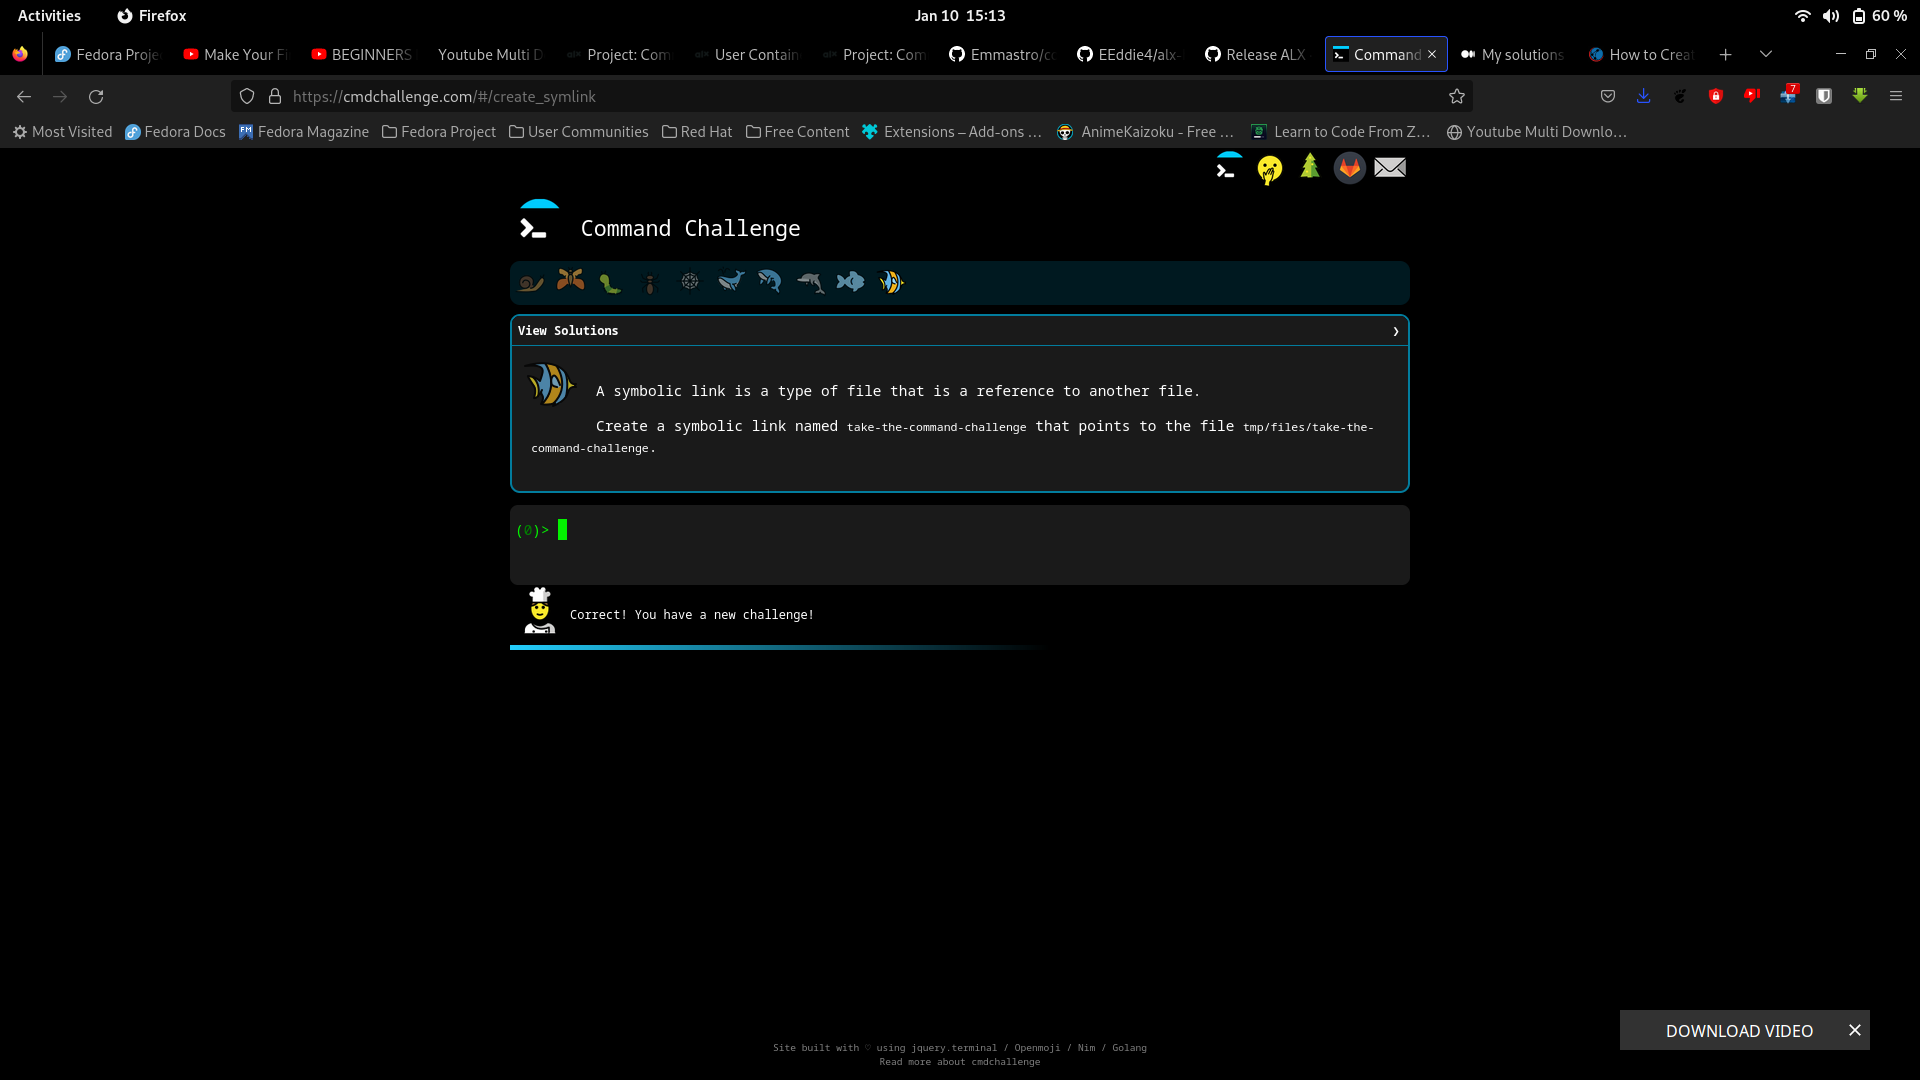 Activities Firefox Jan 10 15:13 60 %
Fedora Proje Make Your Fi BEGINNERS Youtube Multi D Project: Com User Contain Project: Com Emmastro/co EEddie4/alx- Release ALX Command My solutions How to Creat
https://cmdchallenge.com/#/create_symlink 7
Most Visited Fedora Docs Fedora Magazine Fedora Project User Communities Red Hat Free Content Extensions – Add-ons … AnimeKaizoku - Free … Learn to Code From Z… Youtube Multi Downlo…
Command Challenge
View Solutions ❯
A symbolic link is a type of file that is a reference to another file.
Create a symbolic link named take-the-command-challenge that points to the file tmp/files/take-the-
command-challenge.
(0)>
Correct! You have a new challenge!
DOWNLOAD VIDEO
Site built with ♡ using jquery.terminal / Openmoji / Nim / Golang
Read more about cmdchallenge